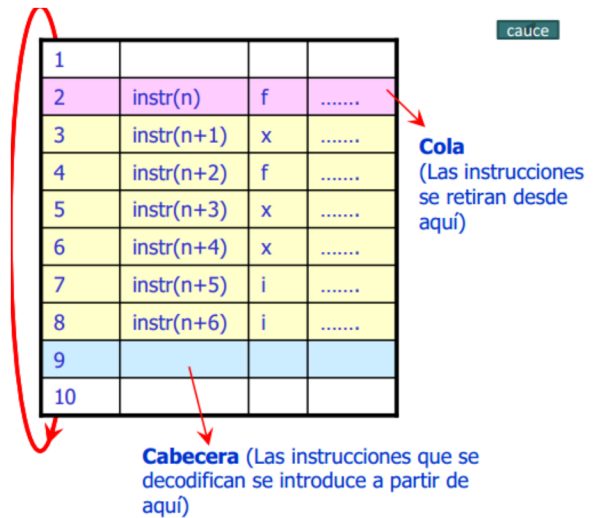 cauce
1
2 instr(n) f .......
3 instr(n+1) x .......
4 instr(n+2) f .......
5 instr(n+3) x .......
6 instr(n+4) x .......
7 instr(n+5) i .......
8 instr(n+6) i .......
9
10
Cola
(Las instrucciones
se retiran desde
aquí)
Cabecera (Las instrucciones que se
decodifican se introduce a partir de
aquí)